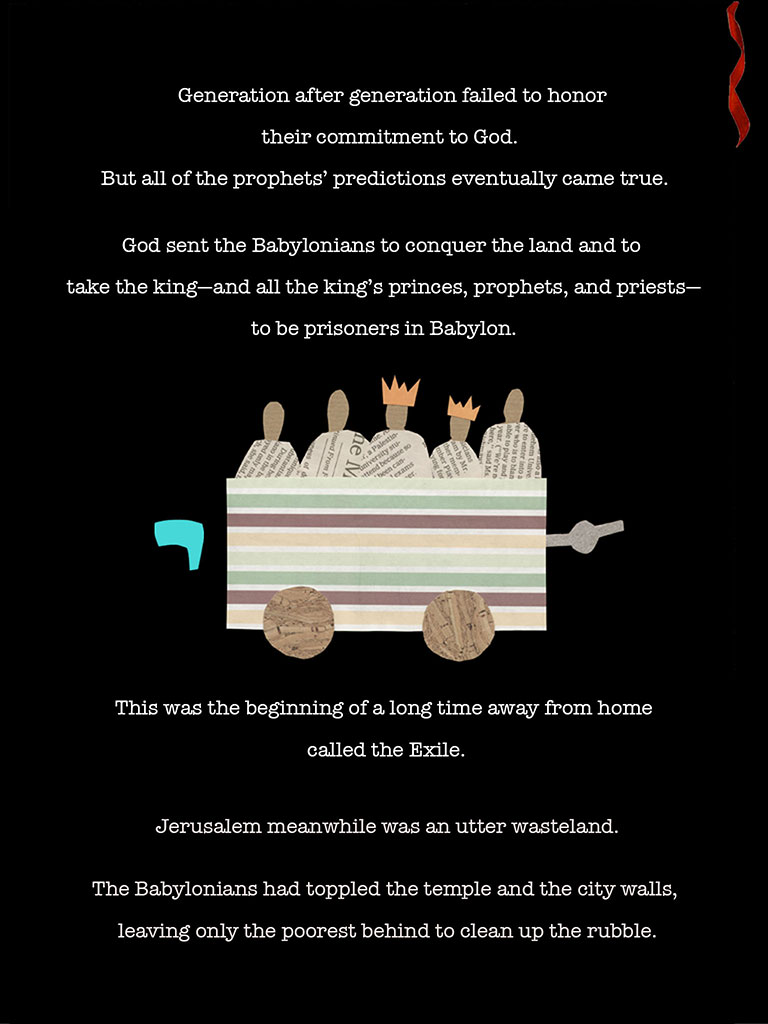 Generation after generation failed to honor
their commitment to God.
But all of the prophets’ predictions eventually came true.
God sent the Babylonians to conquer the land and to
take the king—and all the king’s princes, prophets, and priests—
to be prisoners in Babylon.
This was the beginning of a long time away from home
called the Exile.
Jerusalem meanwhile was an utter wasteland.
The Babylonians had toppled the temple and the city walls,
leaving only the poorest behind to clean up the rubble.